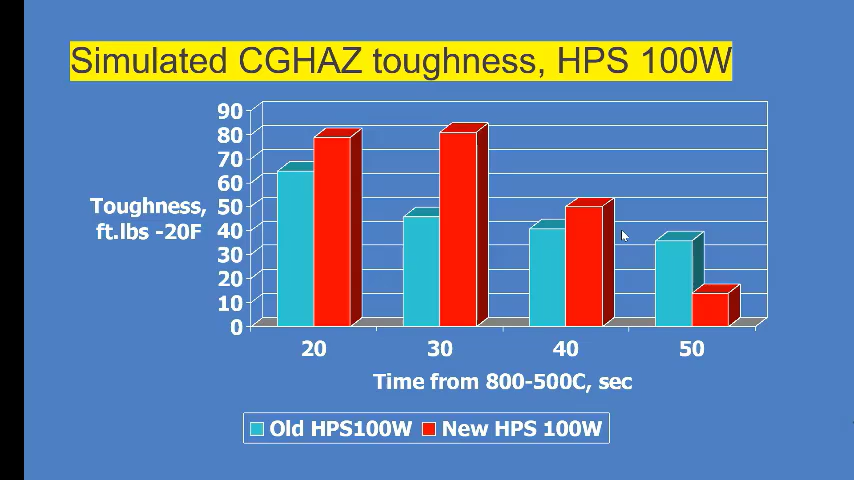 Simulated CGHAZ toughness, HPS 100W
90
80
70
60
50
40
30
20
10
0
Toughness,
ft.lbs -20F
20 30 40 50
Time from 800-500C, sec
Old HPS100W New HPS 100W